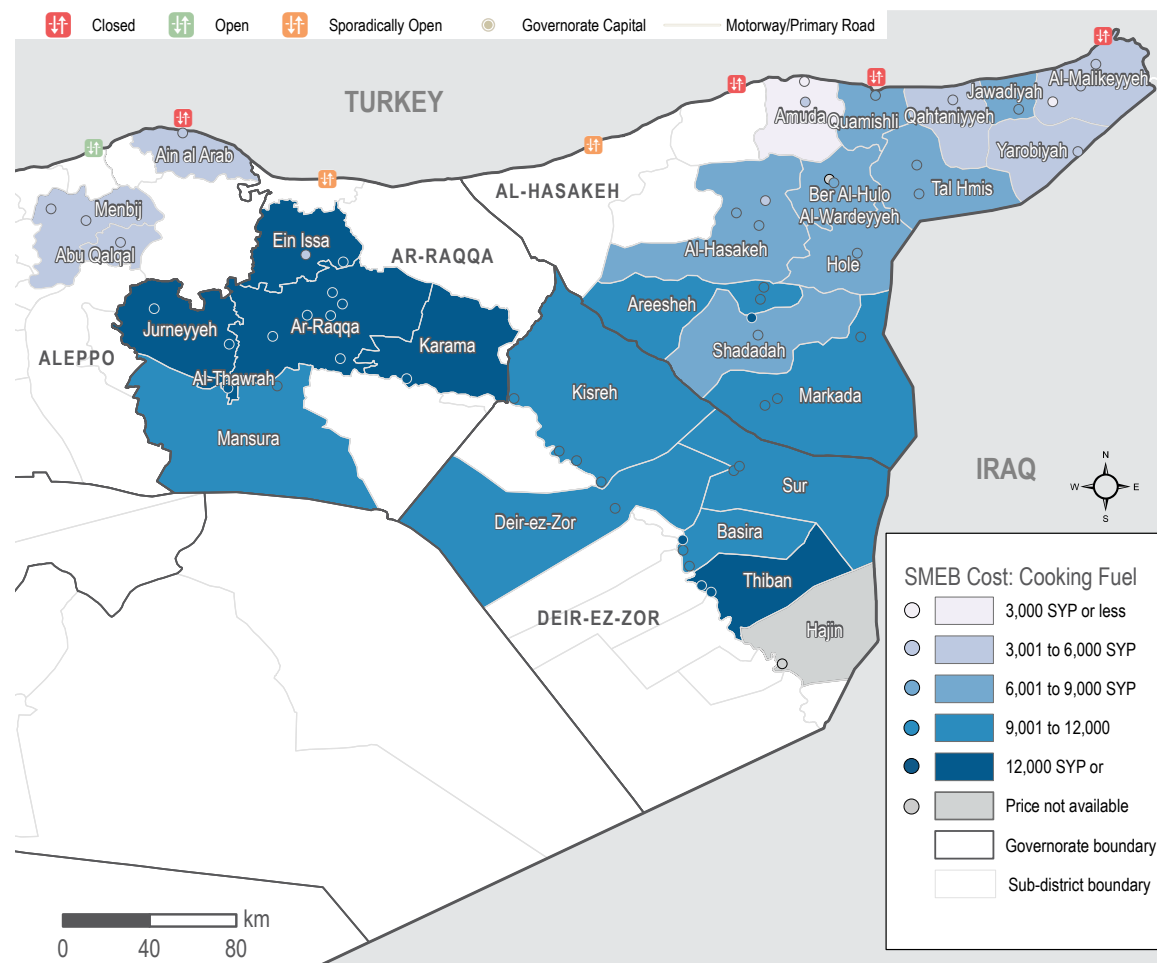 Closed
Open
Sporadically Open
Governorate Capital
Motorway/Primary Road
TURKEY
Al-Malikeyyeh
Jawadiyah
Amuda
Quamishli
Qahtaniyyeh
Ain al Arab
Yarobiyah
AL-HASAKEH
Ber Al-Hulo
Tal Hmis
Al-Wardeyyeh
Menbij
Ein Issa
Al-Hasakeh
Abu Qalqal
AR-RAQQA
Hole
Areesheh
Jurneyyeh
Ar-Raqqa
Karama
Shadadah
ALEPPO
Al-Thawrah
Kisreh
Markada
Mansura
IRAQ
N
W
E
S
Sur
Deir-ez-Zor
Basira
Thiban
DEIR-EZ-ZOR
Hajin
SMEB Cost: Cooking Fuel
3,000 SYP or less
3,001 to 6,000 SYP
6,001 to 9,000 SYP
9,001 to 12,000
12,000 SYP or
Price not available
Governorate boundary
Sub-district boundary
km
0 40 80